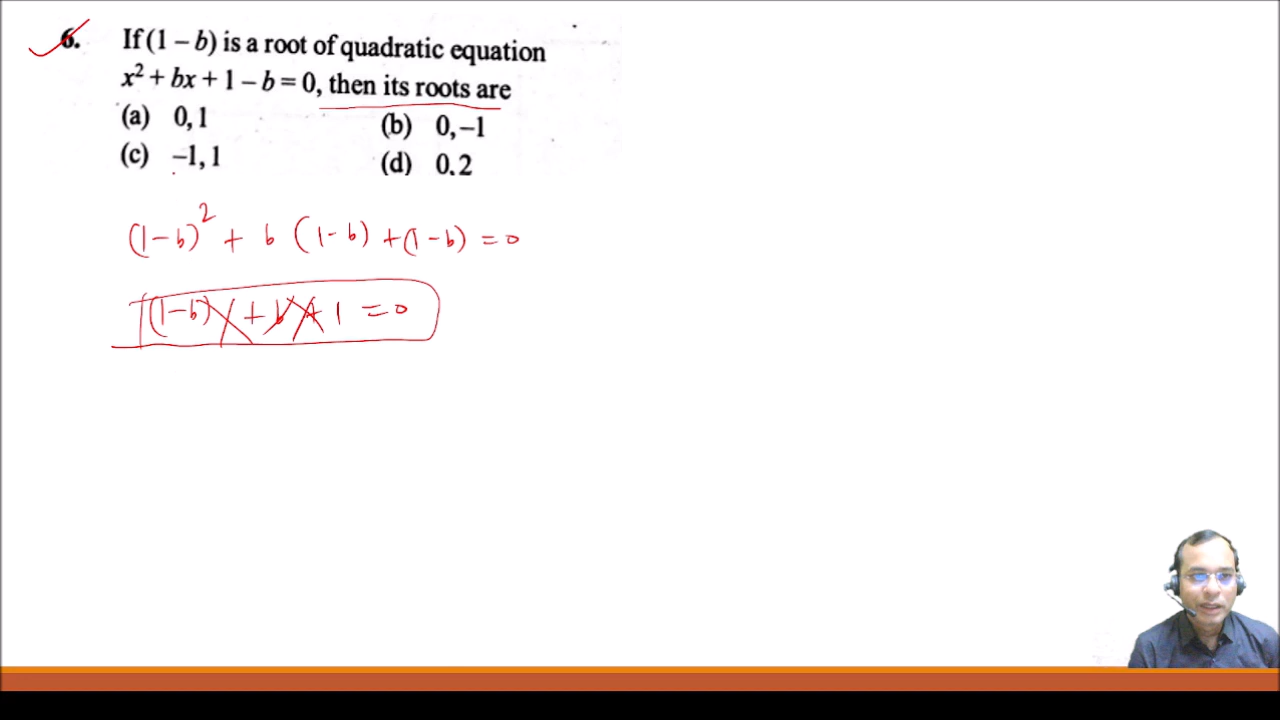 6. If (1 – b) is a root of quadratic equation
x² + bx + 1 – b = 0, then its roots are
(a) 0, 1 (b) 0, –1
(c) –1, 1 (d) 0, 2
(1-b)² + b (1-b) + (1-b) = 0
(1-b) + b + 1 = 0